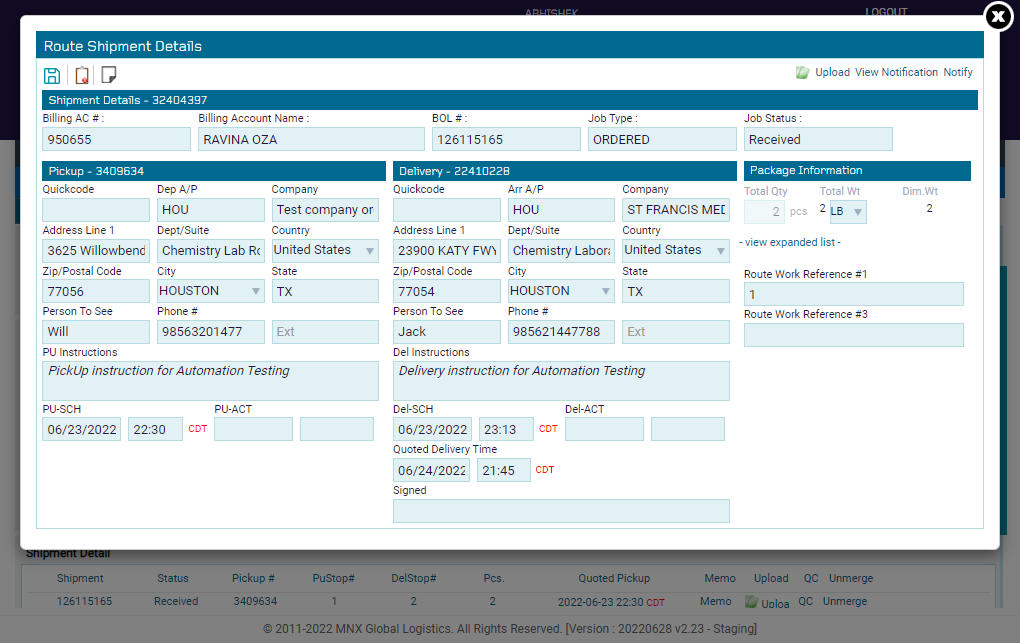 ABHISHEK
LOGOUT
X
Route Shipment Details
Upload View Notification Notify
Shipment Details - 32404397
Billing AC # : Billing Account Name : BOL # : Job Type : Job Status :
950655 RAVINA OZA 126115165 ORDERED Received
Pickup - 3409634 Delivery - 22410228 Package Information
Quickcode Dep A/P Company Quickcode Arr A/P Company Total Qty Total Wt Dim.Wt
HOU Test company or HOU ST FRANCIS MED 2 pcs 2 LB 2
Address Line 1 Dept/Suite Country Address Line 1 Dept/Suite Country
3625 Willowbend Chemistry Lab Ro United States 23900 KATY FWY Chemistry Labora United States - view expanded list -
Zip/Postal Code City State Zip/Postal Code City State Route Work Reference #1
77056 HOUSTON TX 77054 HOUSTON TX 1
Person To See Phone # Person To See Phone # Route Work Reference #3
Will 98563201477 Ext Jack 985621447788 Ext
PU Instructions Del Instructions
PickUp instruction for Automation Testing Delivery instruction for Automation Testing
PU-SCH PU-ACT Del-SCH Del-ACT
06/23/2022 22:30 CDT 06/23/2022 23:13 CDT
Quoted Delivery Time
06/24/2022 21:45 CDT
Signed
Shipment Detail
Shipment Status Pickup # PuStop# DelStop# Pcs. Quoted Pickup Memo Upload QC Unmerge
126115165 Received 3409634 1 2 2 2022-06-23 22:30 CDT Memo Uploa QC Unmerge
© 2011-2022 MNX Global Logistics. All Rights Reserved. [Version : 20220628 v2.23 - Staging]